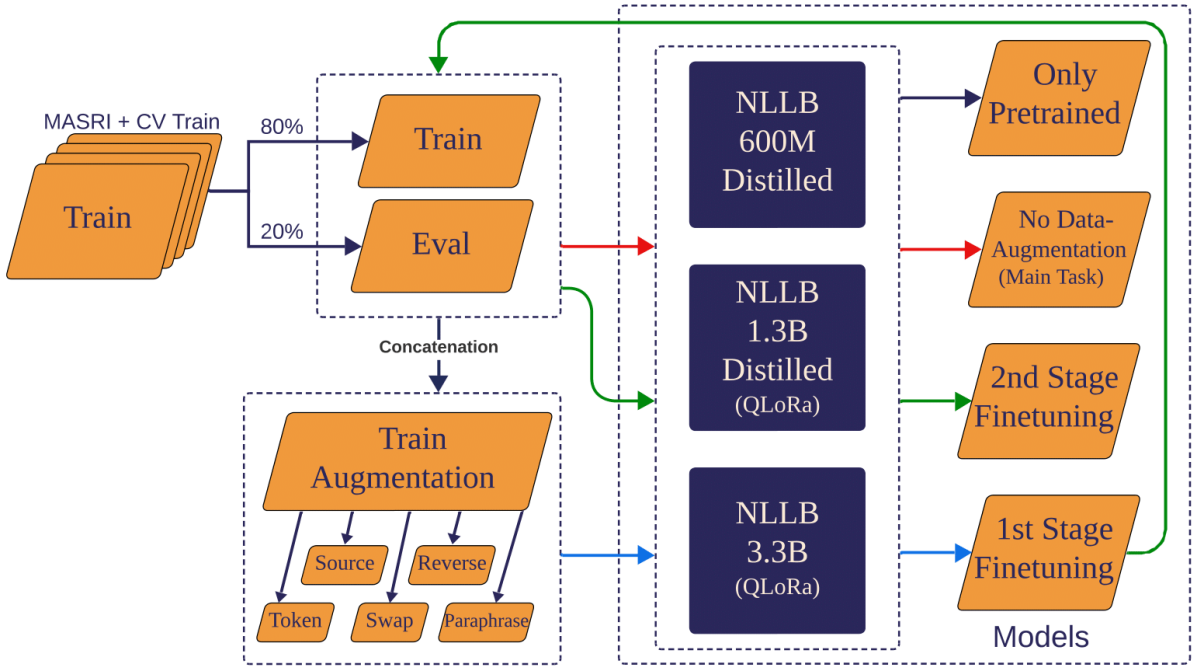 MASRI + CV Train
Train
80%
20%
Train
Eval
Concatenation
Train
Augmentation
Source
Reverse
Token
Swap
Paraphrase
NLLB
600M
Distilled
NLLB
1.3B
Distilled
(QLoRa)
NLLB
3.3B
(QLoRa)
Only
Pretrained
No Data-
Augmentation
(Main Task)
2nd Stage
Finetuning
1st Stage
Finetuning
Models